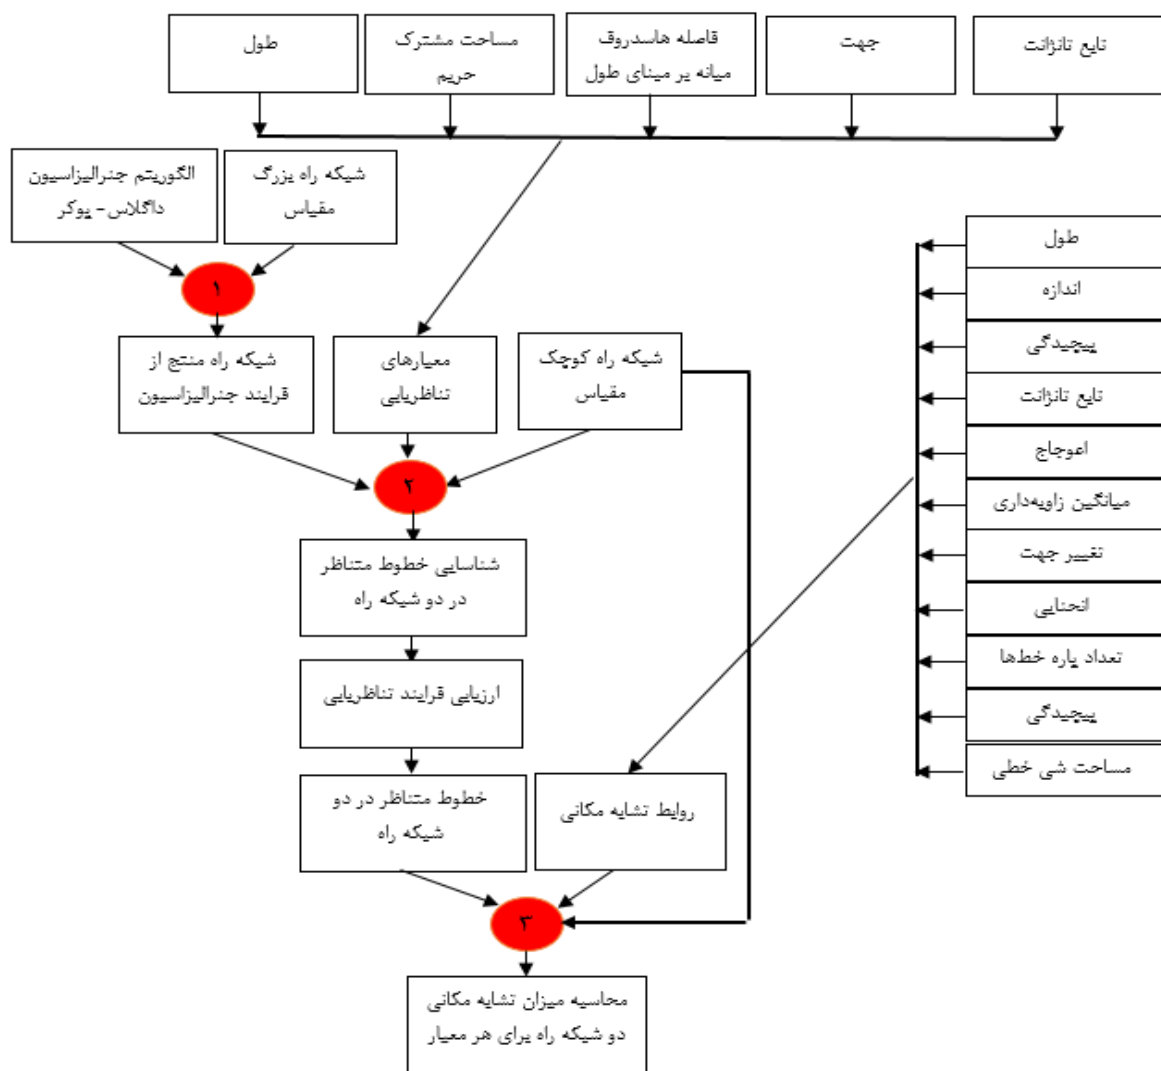 طول
مساحت مشترک
حریم
فاصله هاسدروف
میانه بر مبنای طول
جهت
تابع تانژانت
الگوریتم جنرالیزاسیون
داگلاس- پوکر
شبکه راه بزرگ
مقیاس
۱
شبکه راه منتج از
فرایند جنرالیزاسیون
معیارهای
تناظریابی
شبکه راه کوچک
مقیاس
۲
شناسایی خطوط متناظر
در دو شبکه راه
ارزیابی فرایند تناظریابی
خطوط متناظر در دو
شبکه راه
روابط تشابه مکانی
۳
محاسبه میزان تشابه مکانی
دو شبکه راه برای هر معیار
طول
اندازه
پیچیدگی
تابع تانژانت
اعوجاج
میانگین زاویه‌داری
تغییر جهت
انحنایی
تعداد پاره خط‌ها
پیچیدگی
مساحت شی خطی